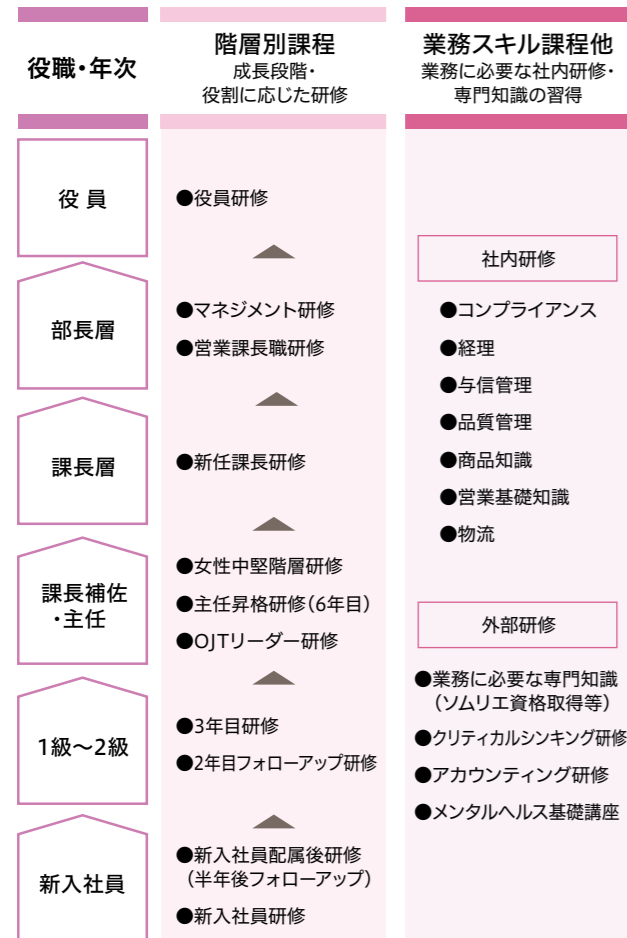 役職・年次
階層別課程
成長段階・
役割に応じた研修
業務スキル課程他
業務に必要な社内研修・
専門知識の習得
役 員
●役員研修
部長層
●マネジメント研修
●営業課長職研修
課長層
●新任課長研修
課長補佐
・主任
●女性中堅階層研修
●主任昇格研修（6年目）
●OJTリーダー研修
1級～2級
●3年目研修
●2年目フォローアップ研修
新入社員
●新入社員配属後研修
（半年後フォローアップ）
●新入社員研修
社内研修
●コンプライアンス
●経理
●与信管理
●品質管理
●商品知識
●営業基礎知識
●物流
外部研修
●業務に必要な専門知識
（ソムリエ資格取得等）
●クリティカルシンキング研修
●アカウンティング研修
●メンタルヘルス基礎講座